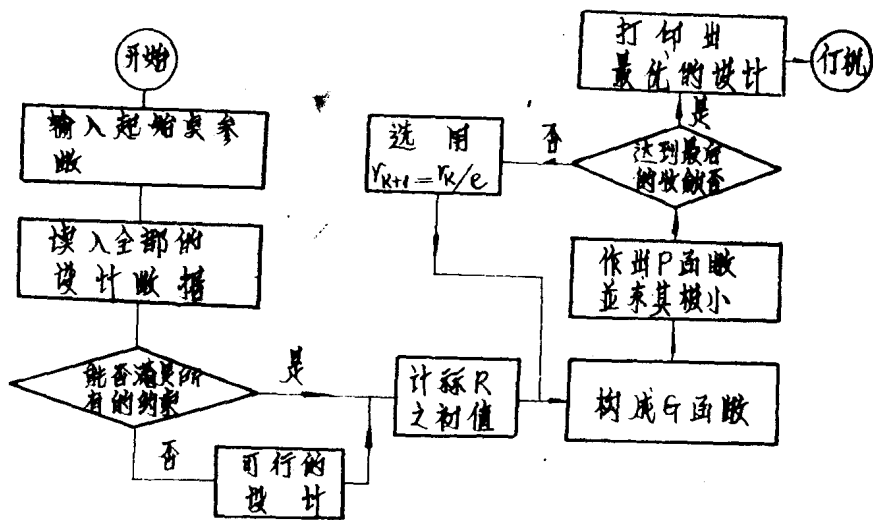 开始
输入起始变参
数
读入全部的
设计数据
能否满足所
有的约束
是
否
可行的
设计
计称R
之初值
构成G函数
作出P函数
並求其极小
达到最后
的收敛否
否
选用
r_{K+1}=r_K/e
是
打印出
最优的设计
停机